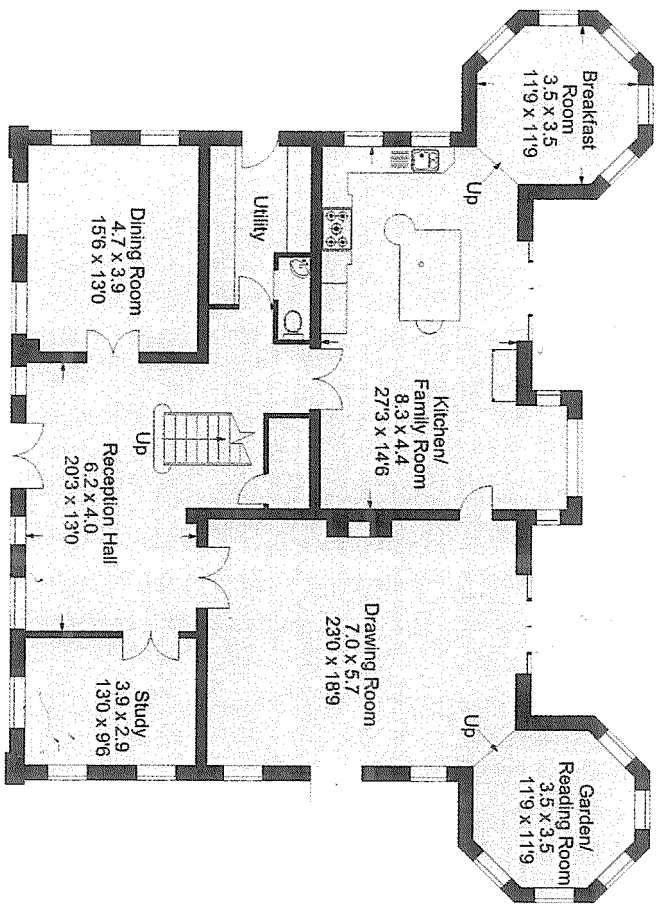 Breakfast
Room
3.5 x 3.5
11'9 x 11'9
Up
Kitchen/
Family Room
8.3 x 4.4
27'3 x 14'6
Utility
Dining Room
4.7 x 3.9
15'6 x 13'0
Up
Reception Hall
6.2 x 4.0
20'3 x 13'0
Drawing Room
7.0 x 5.7
23'0 x 18'9
Up
Garden/
Reading Room
3.5 x 3.5
11'9 x 11'9
Study
3.9 x 2.9
13'0 x 9'6